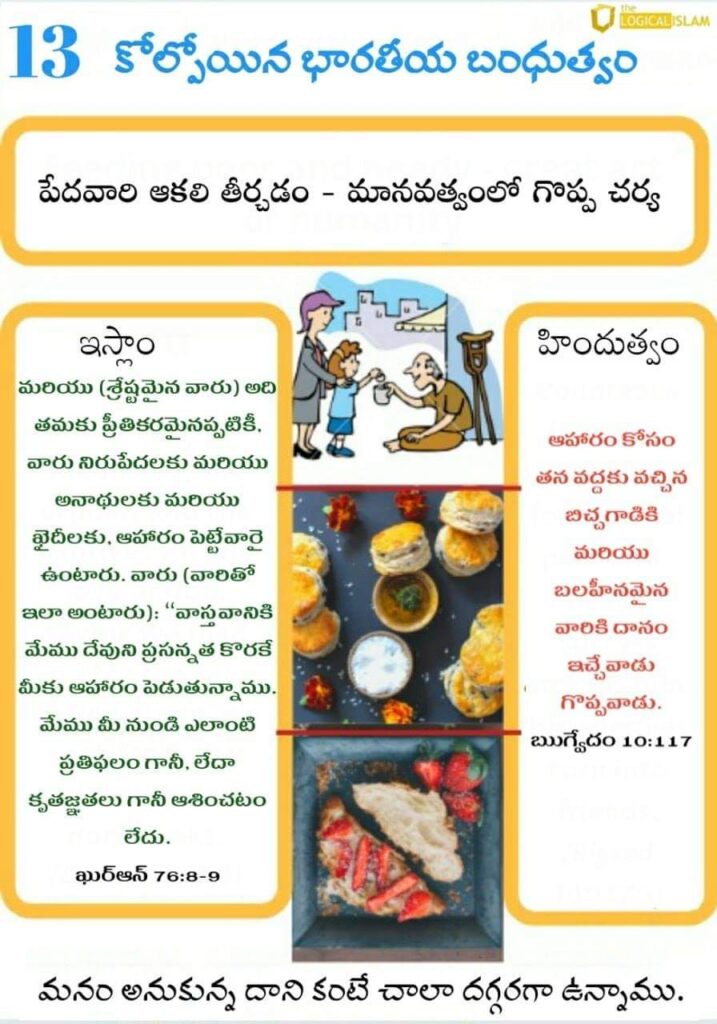 the
LOGICAL ISLAM
13 కోల్పోయిన భారతీయ బంధుత్వం
పేదవారి ఆకలి తీర్చడం - మానవత్వంలో గొప్ప చర్య
ఇస్లాం
మరియు (శ్రేష్టమైన వారు) అది
తమకు ప్రీతికరమైనప్పటికీ,
వారు నిరుపేదలకు మరియు
అనాథులకు మరియు
ఖైదీలకు, ఆహారం పెట్టేవారై
ఉంటారు. వారు (వారితో
ఇలా అంటారు): “వాస్తవానికి
మేము దేవుని ప్రసన్నత కొరకే
మీకు ఆహారం పెడుతున్నాము.
మేము మీ నుండి ఎలాంటి
ప్రతిఫలం గానీ, లేదా
కృతజ్ఞతలు గానీ ఆశించటం
లేదు.
ఖుర్ఆన్ 76:8-9
హిందుత్వం
ఆహారం కోసం
తన వద్దకు వచ్చిన
బిచ్చగాడికి
మరియు
బలహీనమైన
వారికి దానం
ఇచ్చేవాడు
గొప్పవాడు.
ఋగ్వేదం 10:117
మనం అనుకున్న దాని కంటే చాలా దగ్గరగా ఉన్నాము.